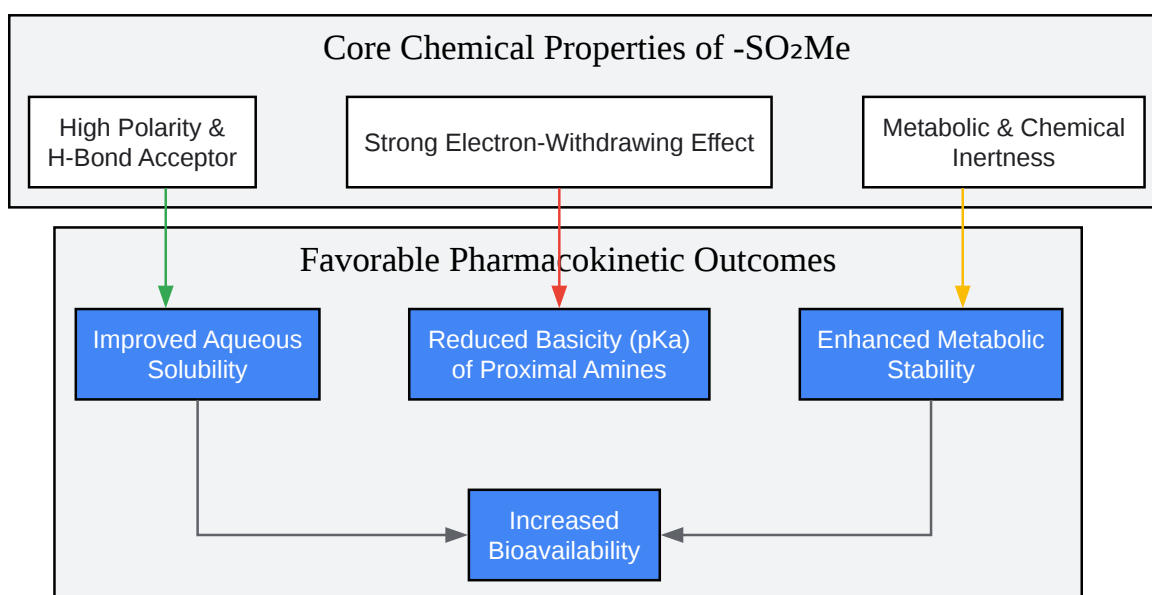 Core Chemical Properties of -SO₂Me
High Polarity &
H-Bond Acceptor
Strong Electron-Withdrawing Effect
Metabolic & Chemical
Inertness
Favorable Pharmacokinetic Outcomes
Improved Aqueous
Solubility
Reduced Basicity (pKa)
of Proximal Amines
Enhanced Metabolic
Stability
Increased
Bioavailability